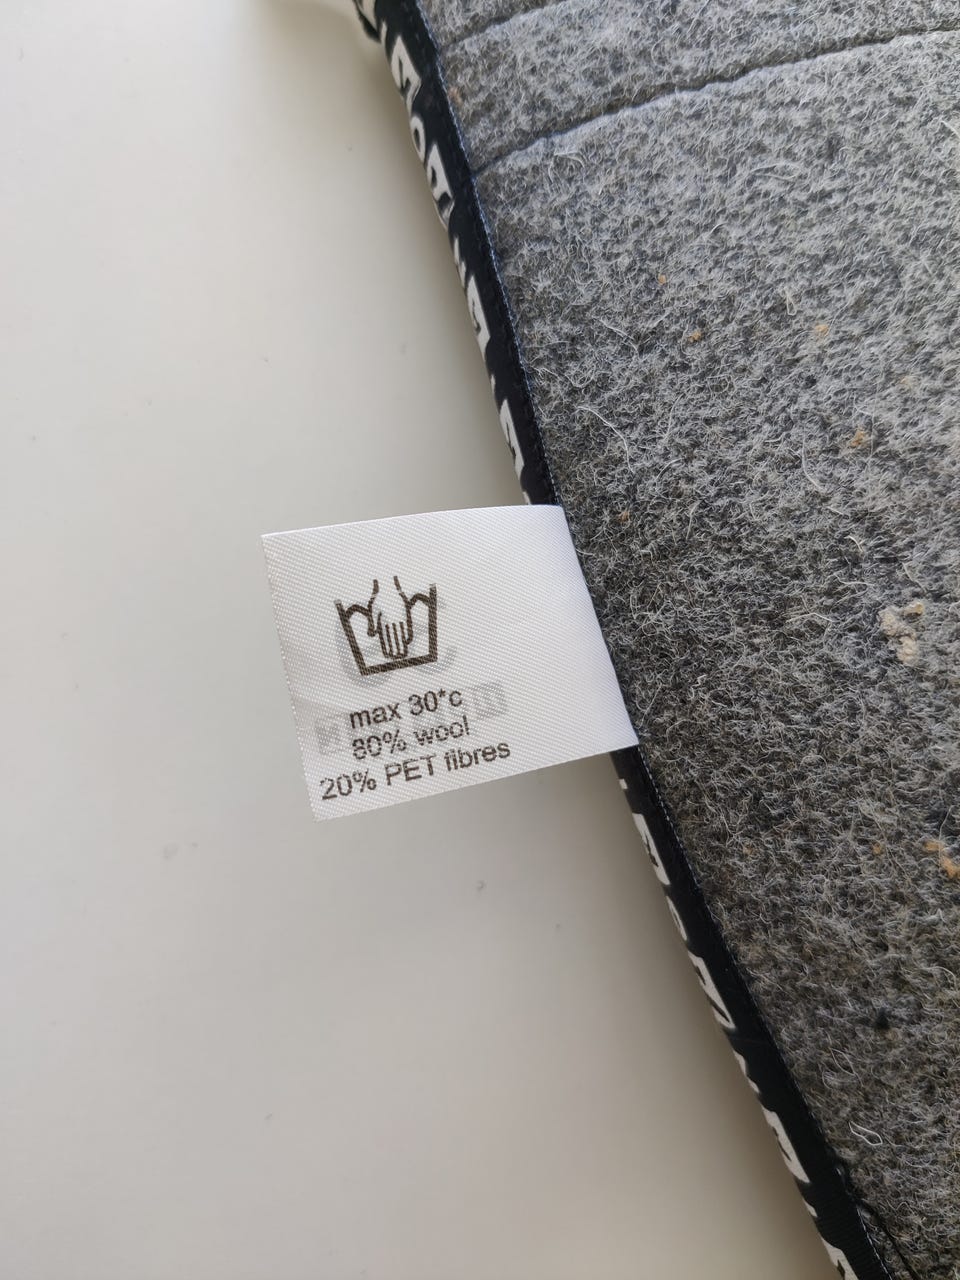 max 30*c
80% wool
20% PET fibres